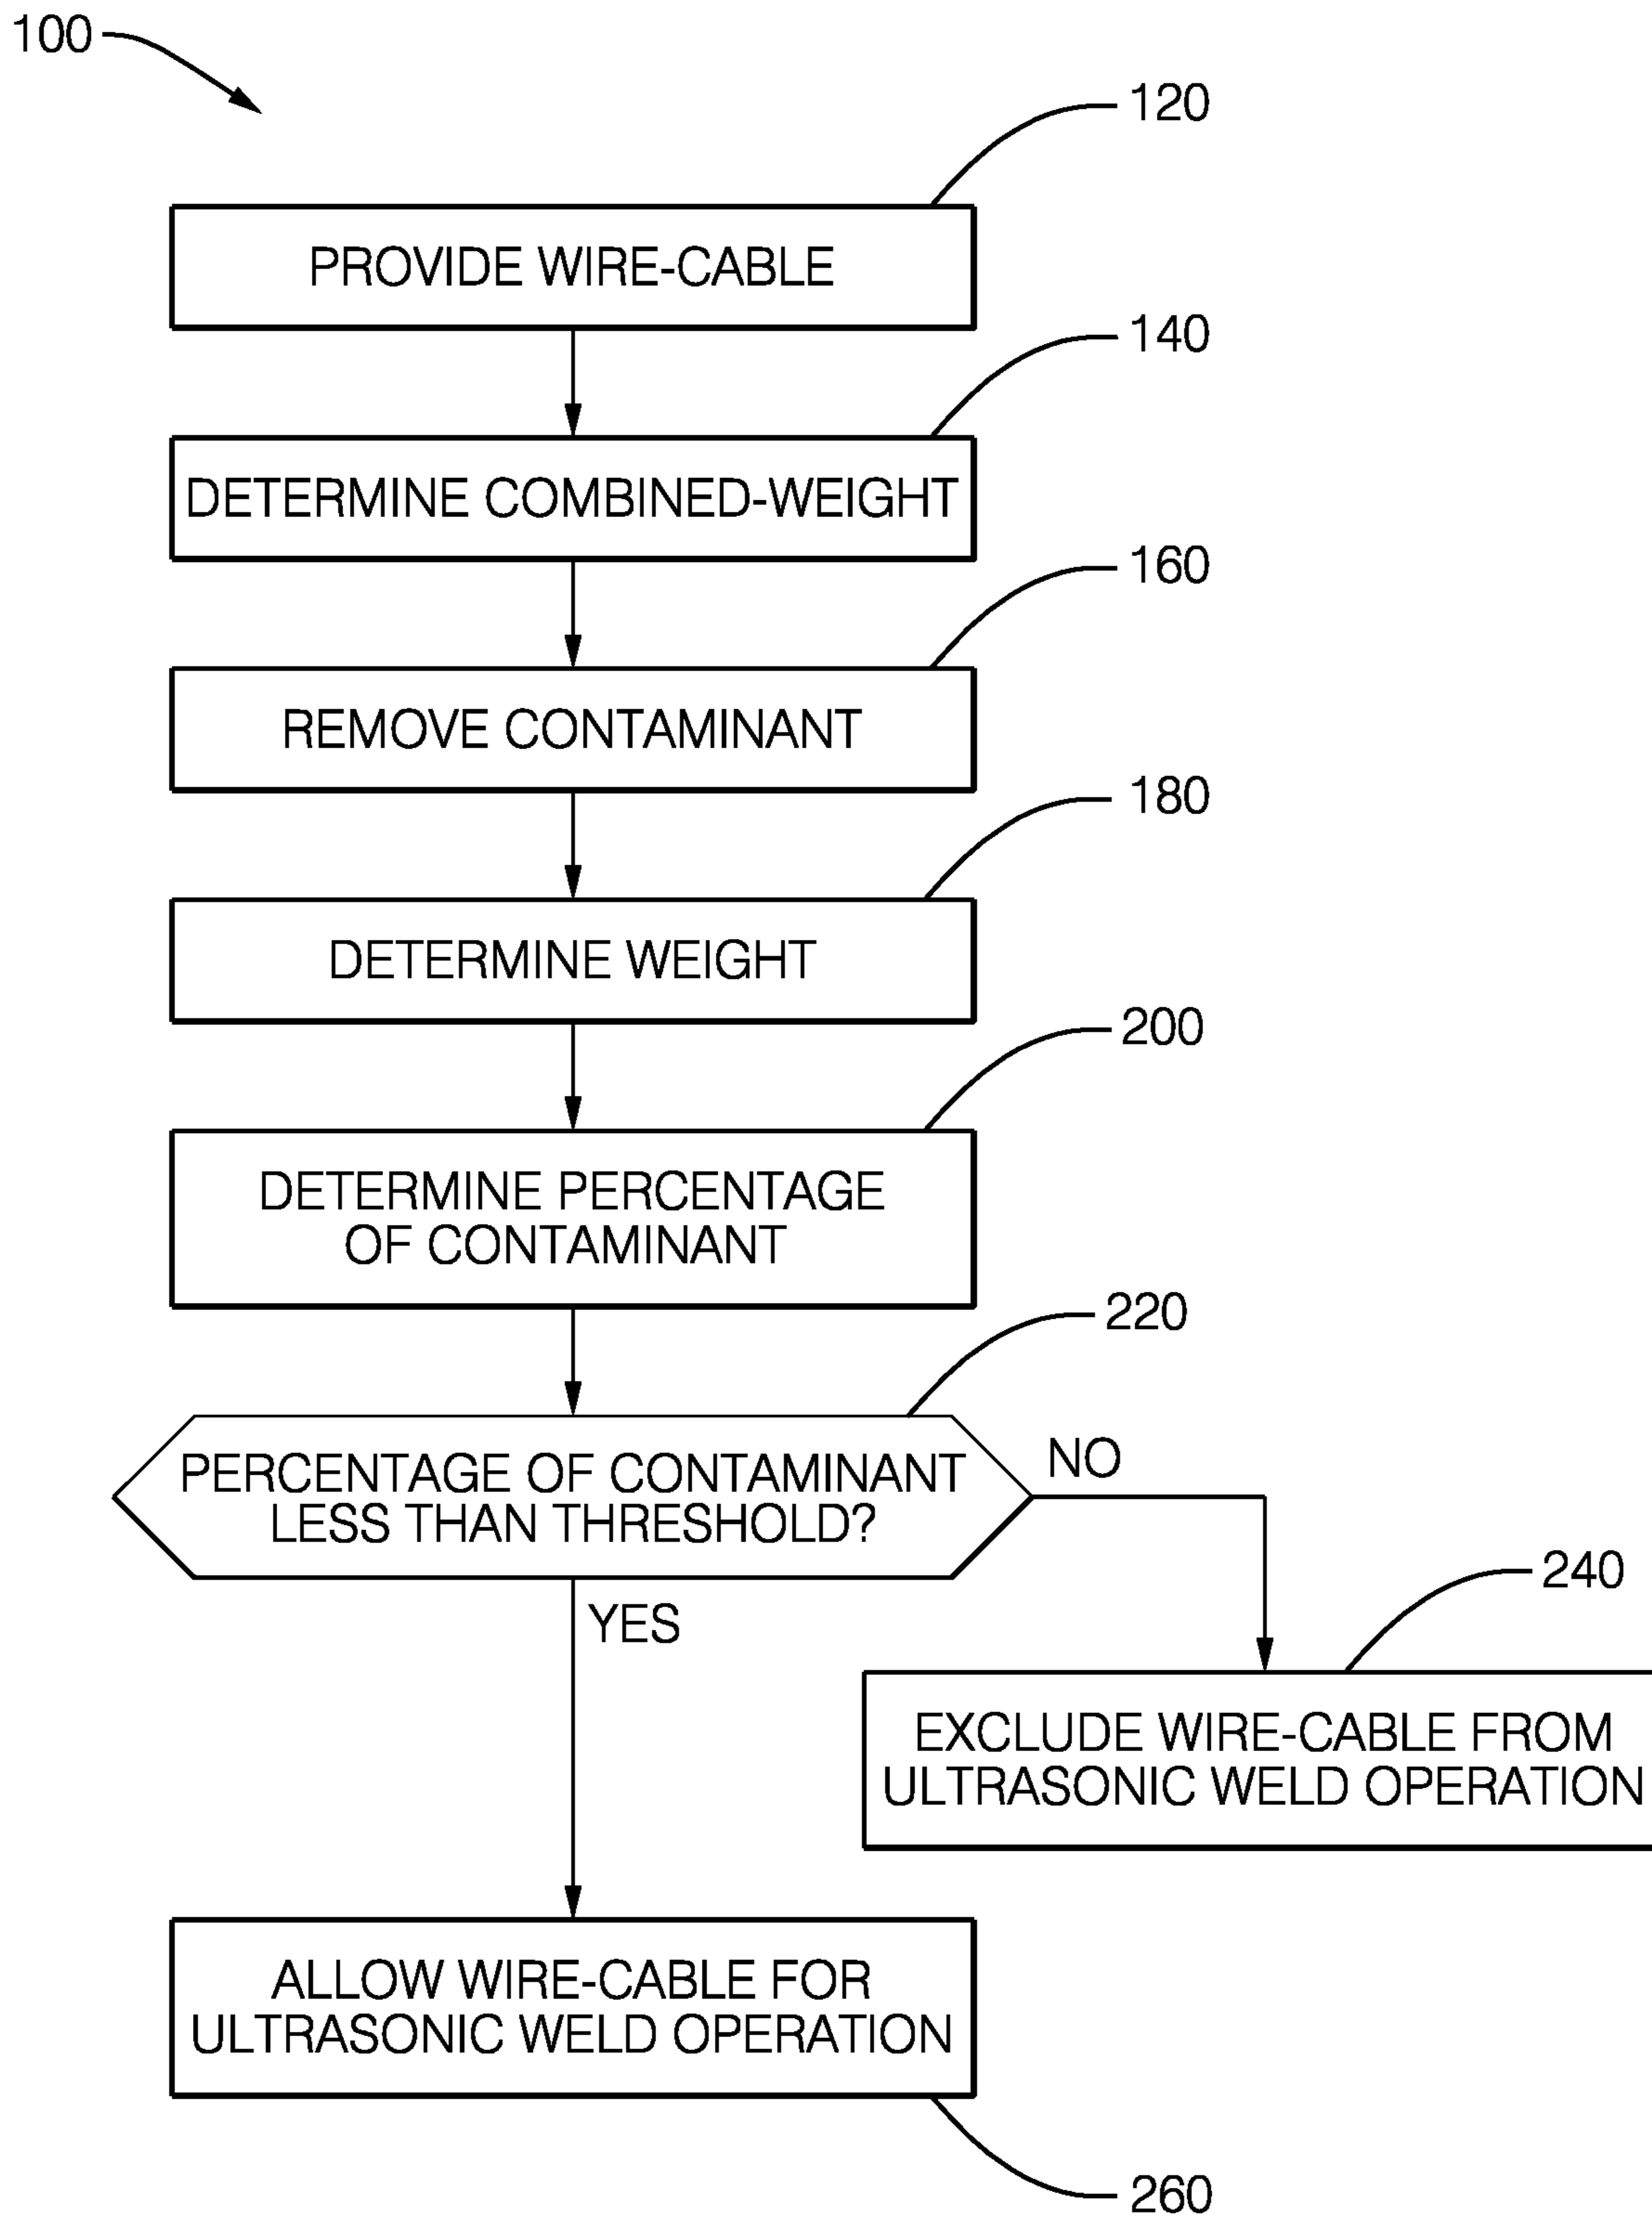 100
120
PROVIDE WIRE-CABLE
140
DETERMINE COMBINED-WEIGHT
160
REMOVE CONTAMINANT
180
DETERMINE WEIGHT
200
DETERMINE PERCENTAGE
OF CONTAMINANT
220
PERCENTAGE OF CONTAMINANT
LESS THAN THRESHOLD?
NO
YES
240
EXCLUDE WIRE-CABLE FROM
ULTRASONIC WELD OPERATION
ALLOW WIRE-CABLE FOR
ULTRASONIC WELD OPERATION
260